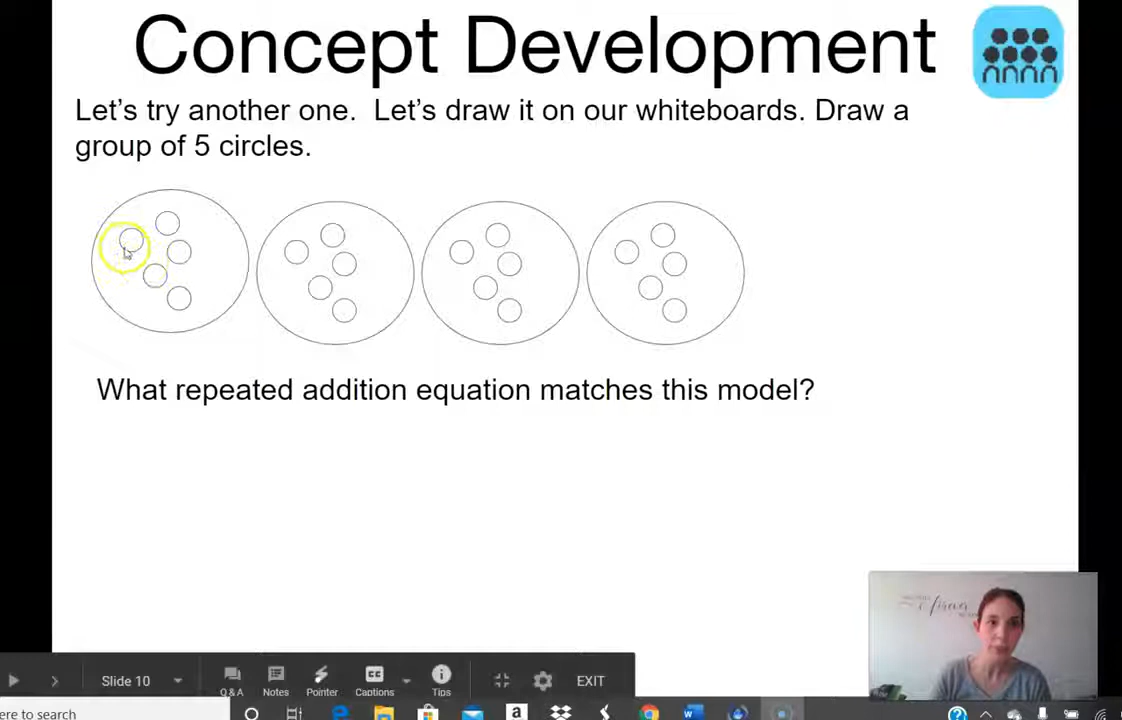 Concept Development
Let's try another one. Let's draw it on our whiteboards. Draw a
group of 5 circles.
What repeated addition equation matches this model?
Slide 10
Q & A
Notes
Pointer
Captions
Tips
EXIT
ere to search